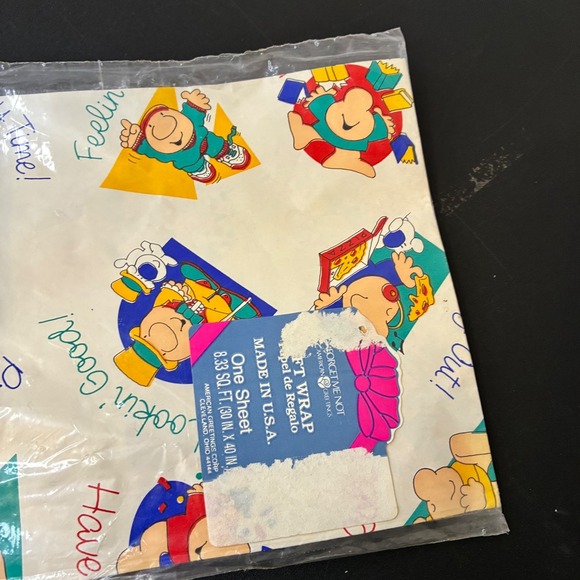 Feelin
Time!
Lookin' Good!
Out!
Have
FORGET ME NOT
AMERICAN GREETINGS
FT WRAP
Papel de Regalo
MADE IN U.S.A.
One Sheet
8.33 SQ. FT. (30 IN. X 40 IN.
AMERICAN GREETINGS CORP
CLEVELAND, OHIO 44144